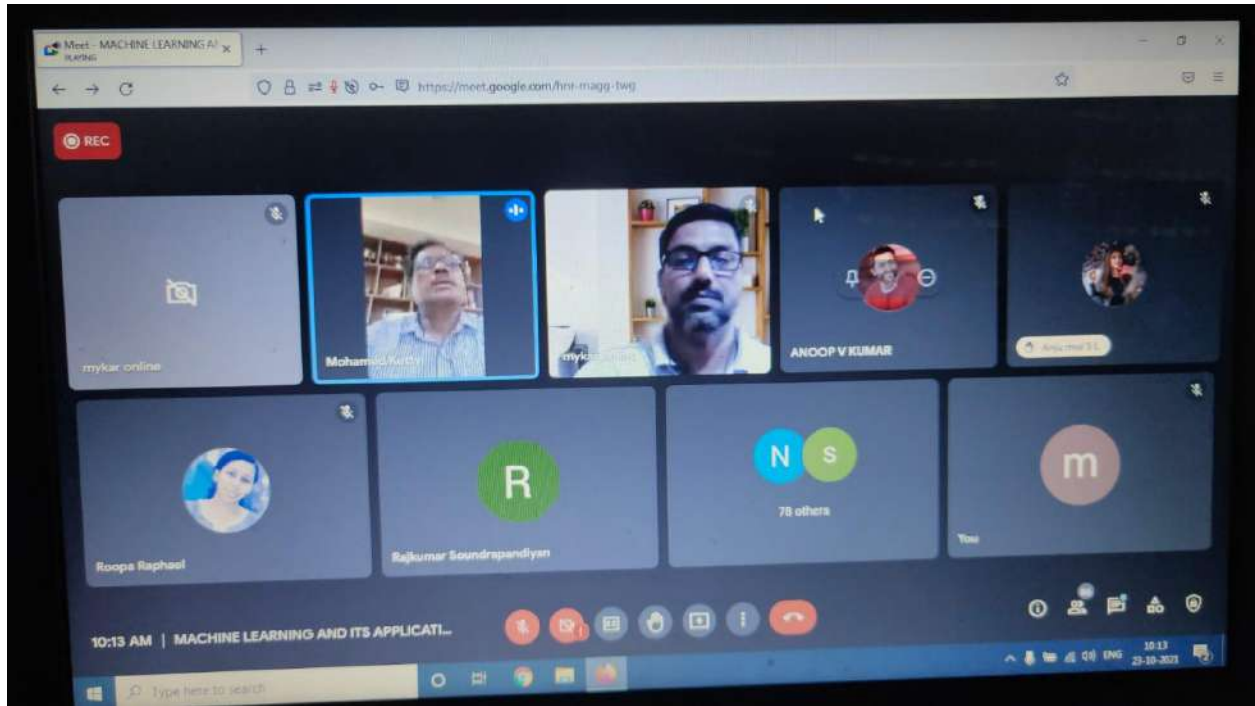 Meet - MACHINE LEARNING A
PLAYING
https://meet.google.com/hnr-magg-twg
REC
mykar online
Mohamed Kutty
ANOOP V KUMAR
Roopa Raphael
R
Rajkumar Soundrapandiyan
N S
78 others
m
You
10:13 AM | MACHINE LEARNING AND ITS APPLICATI...
Type here to search
ENG
10:13
23-10-2021